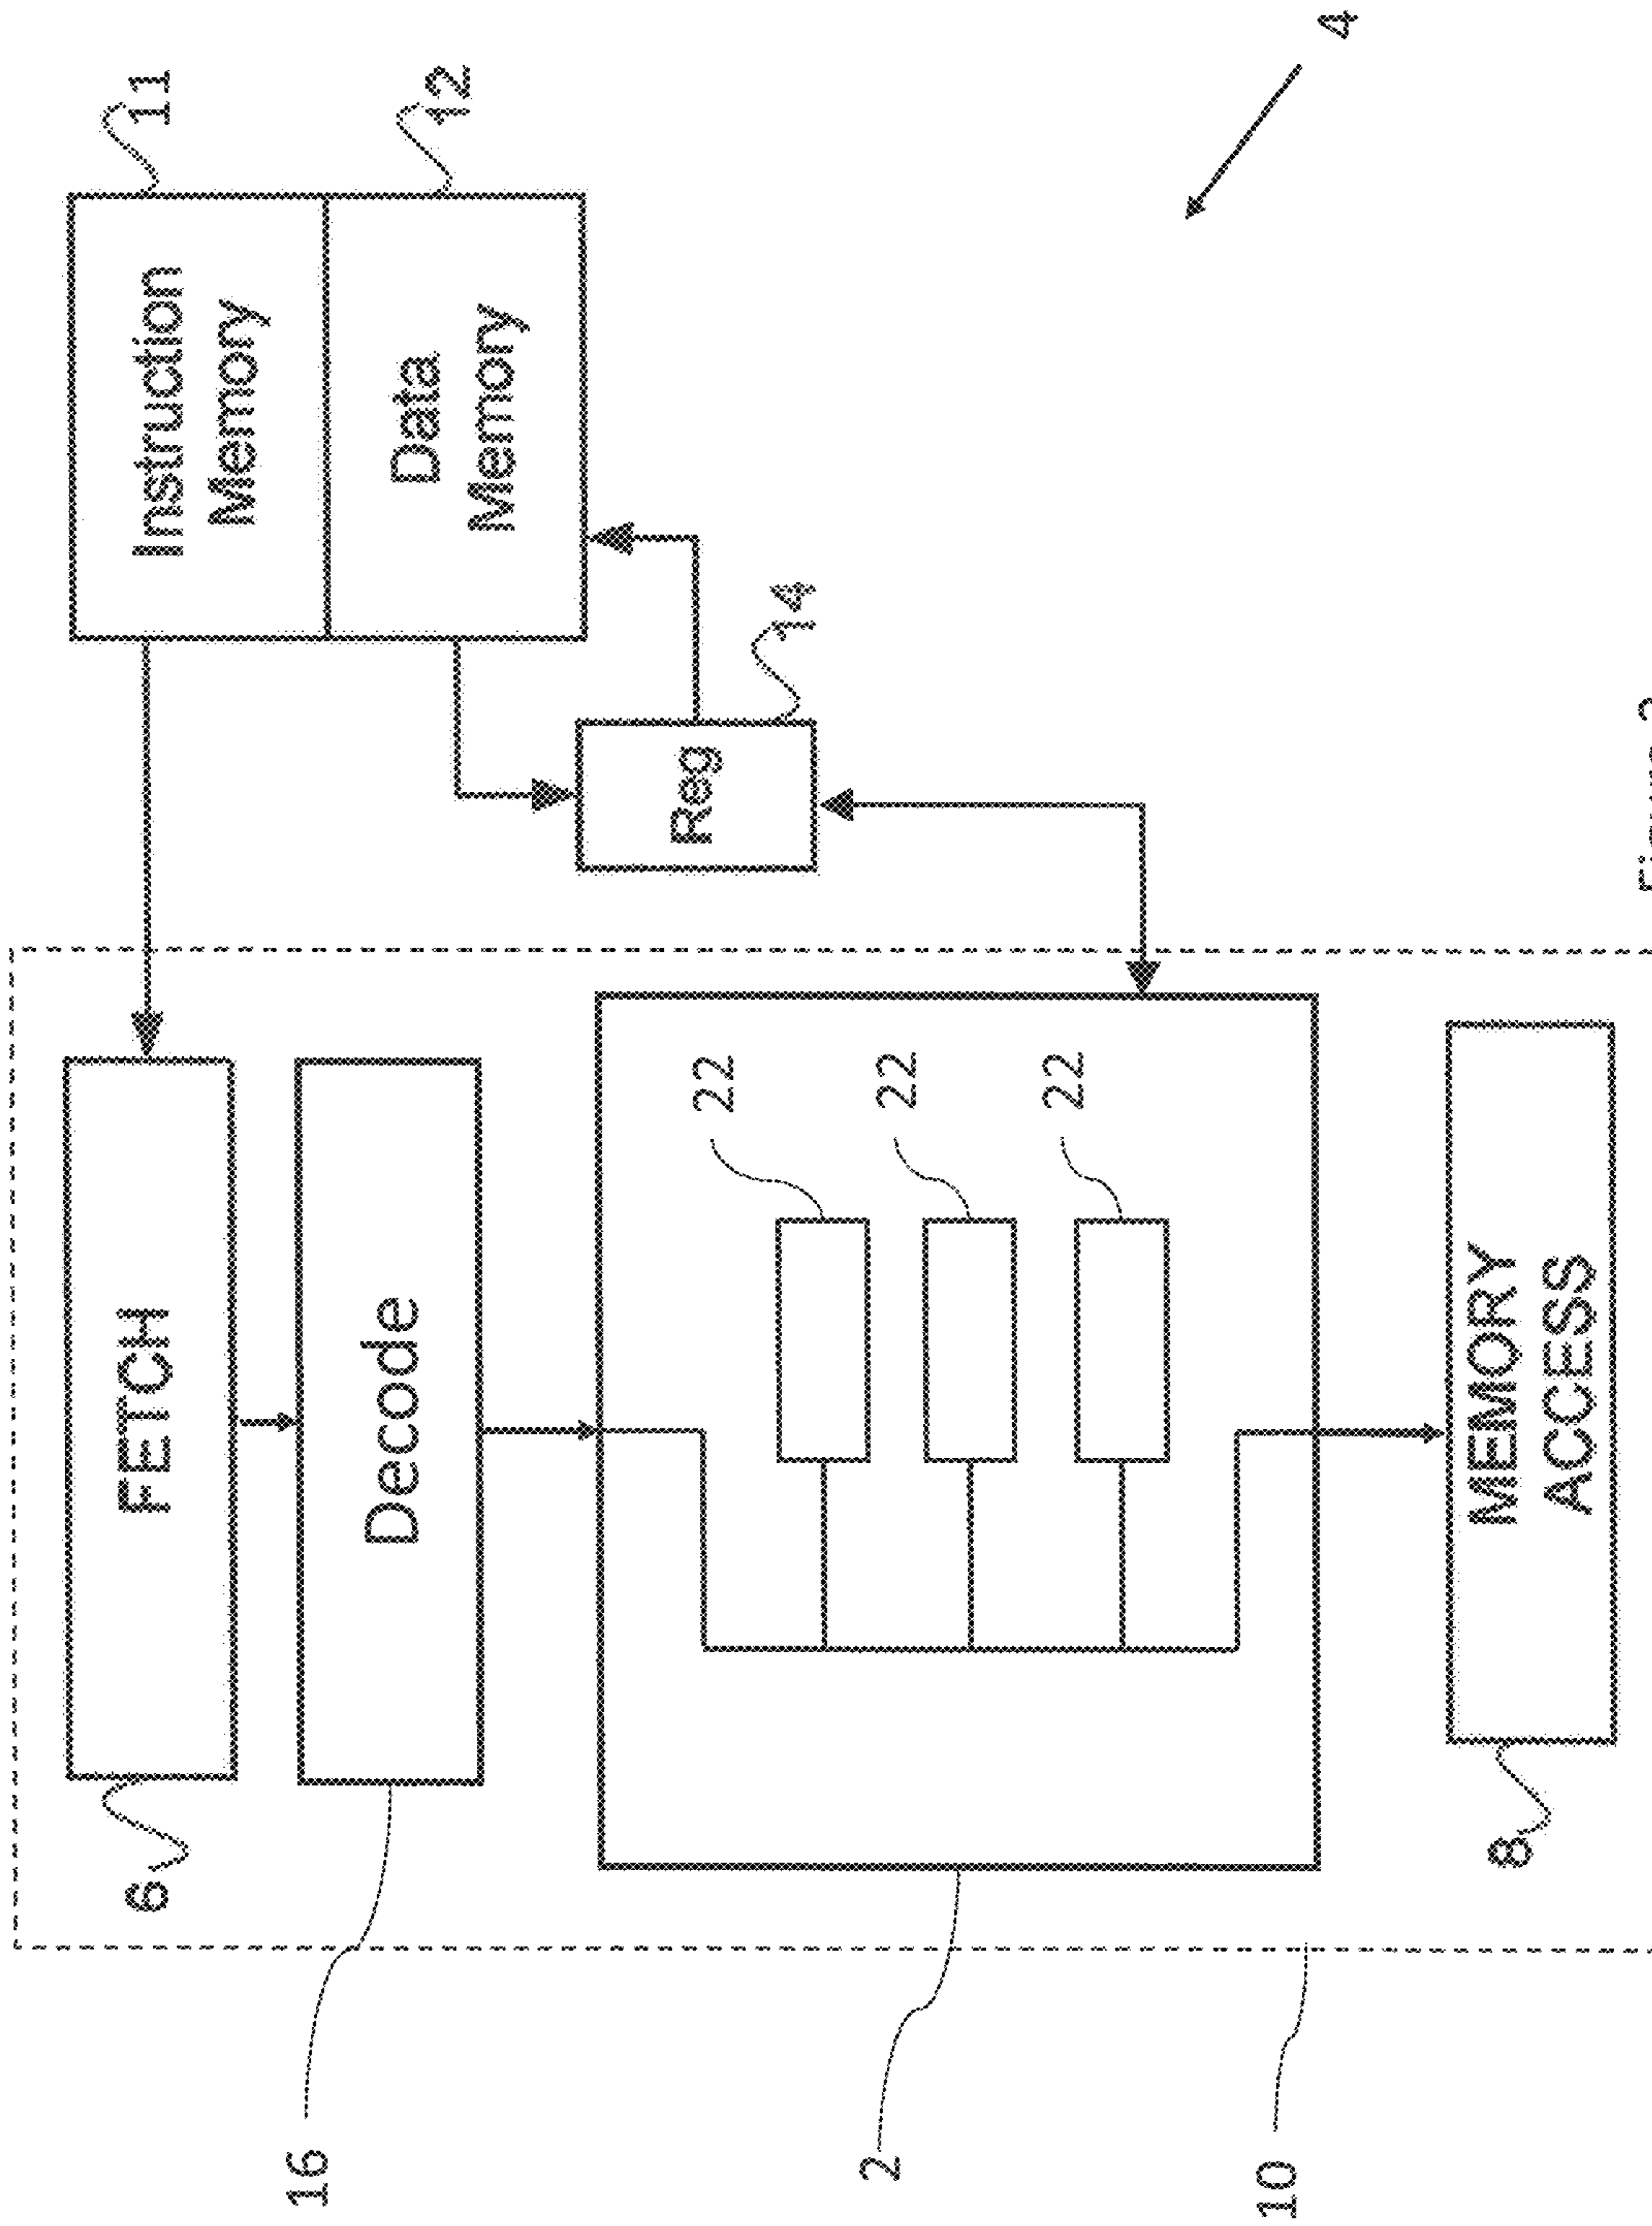 6
FETCH
Instruction
Memory
11
16
Decode
Data
Memory
12
Reg
14
22
22
22
2
10
8
MEMORY
ACCESS
4